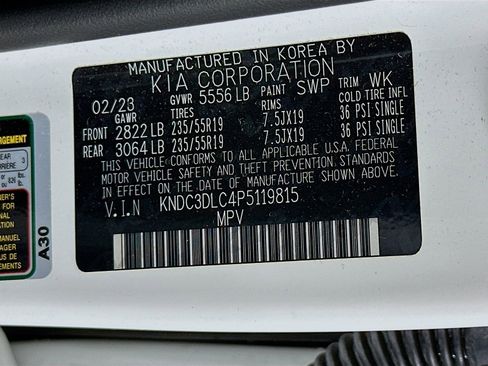 MANUFACTURED IN KOREA BY
KIA CORPORATION
02/23 GVWR 5556 LB PAINT SWP TRIM WK
GAWR TIRES RIMS COLD TIRE INFL
FRONT 2822 LB 235/55R19 7.5JX19 36 PSI SINGLE
REAR 3064 LB 235/55R19 7.5JX19 36 PSI SINGLE
THIS VEHICLE CONFORMS TO ALL APPLICABLE U.S.A. FEDERAL
MOTOR VEHICLE SAFETY AND THEFT PREVENTION STANDARDS
IN EFFECT ON THE DATE OF MANUFACTURE SHOWN ABOVE.
V.I.N KNDC3DLC4P5119815
MPV
A30